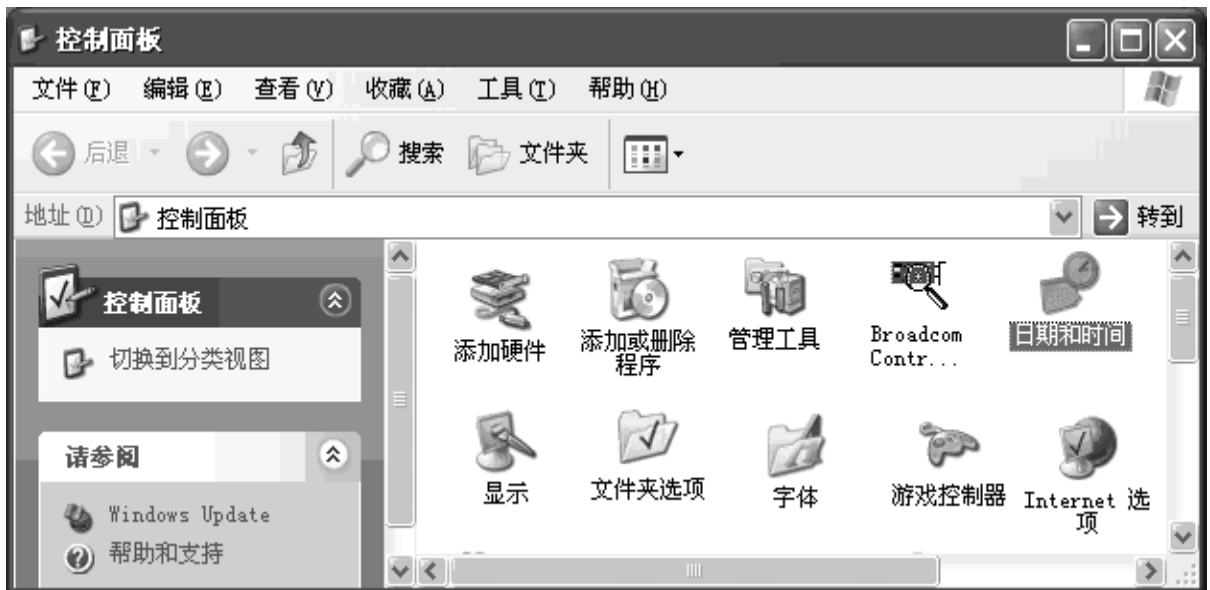 控制面板
文件(F) 编辑(E) 查看(V) 收藏(A) 工具(T) 帮助(H)
后退 搜索 文件夹
地址(D) 控制面板 转到
控制面板
切换到分类视图
请参阅
Windows Update
帮助和支持
添加硬件
添加或删除
程序
管理工具
Broadcom
Contr...
日期和时间
显示
文件夹选项
字体
游戏控制器
Internet 选
项